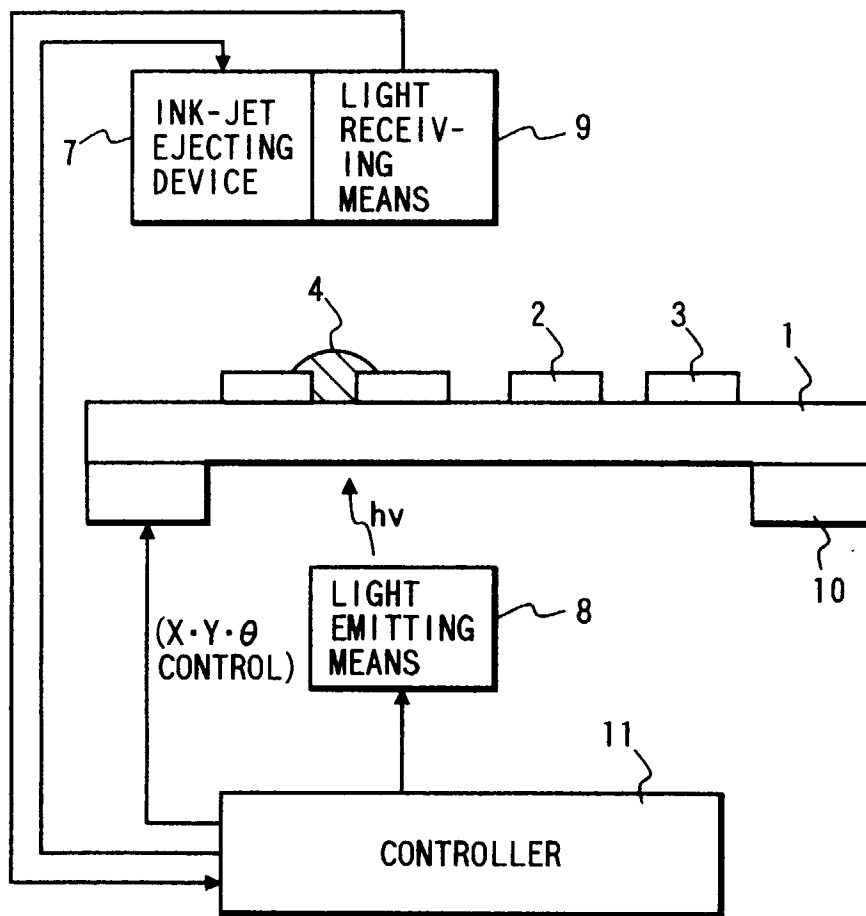 INK-JET
EJECTING
DEVICE
LIGHT
RECEIV-
ING
MEANS
7
9
4
2
3
1
hν
10
LIGHT
EMITTING
MEANS
8
(X·Y·θ
CONTROL)
11
CONTROLLER